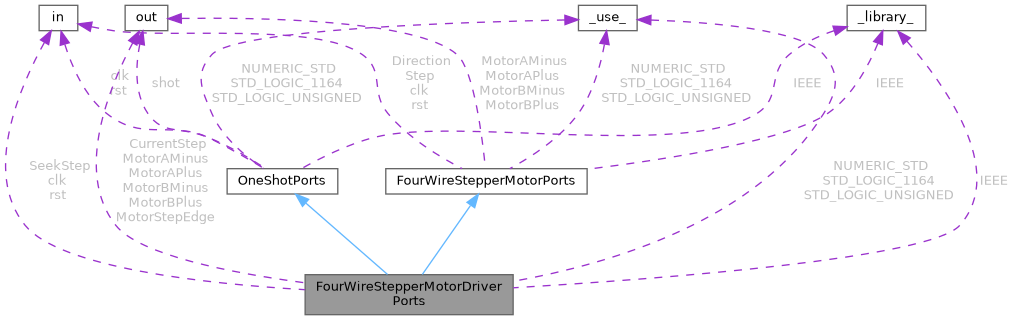 in
out
_use_
_library_
clk
rst
shot
NUMERIC_STD
STD_LOGIC_1164
STD_LOGIC_UNSIGNED
Direction
Step
clk
rst
MotorAMinus
MotorAPlus
MotorBMinus
MotorBPlus
NUMERIC_STD
STD_LOGIC_1164
STD_LOGIC_UNSIGNED
IEEE
IEEE
SeekStep
clk
rst
CurrentStep
MotorAMinus
MotorAPlus
MotorBMinus
MotorBPlus
MotorStepEdge
OneShotPorts
FourWireStepperMotorPorts
NUMERIC_STD
STD_LOGIC_1164
STD_LOGIC_UNSIGNED
IEEE
FourWireStepperMotorDriver
Ports